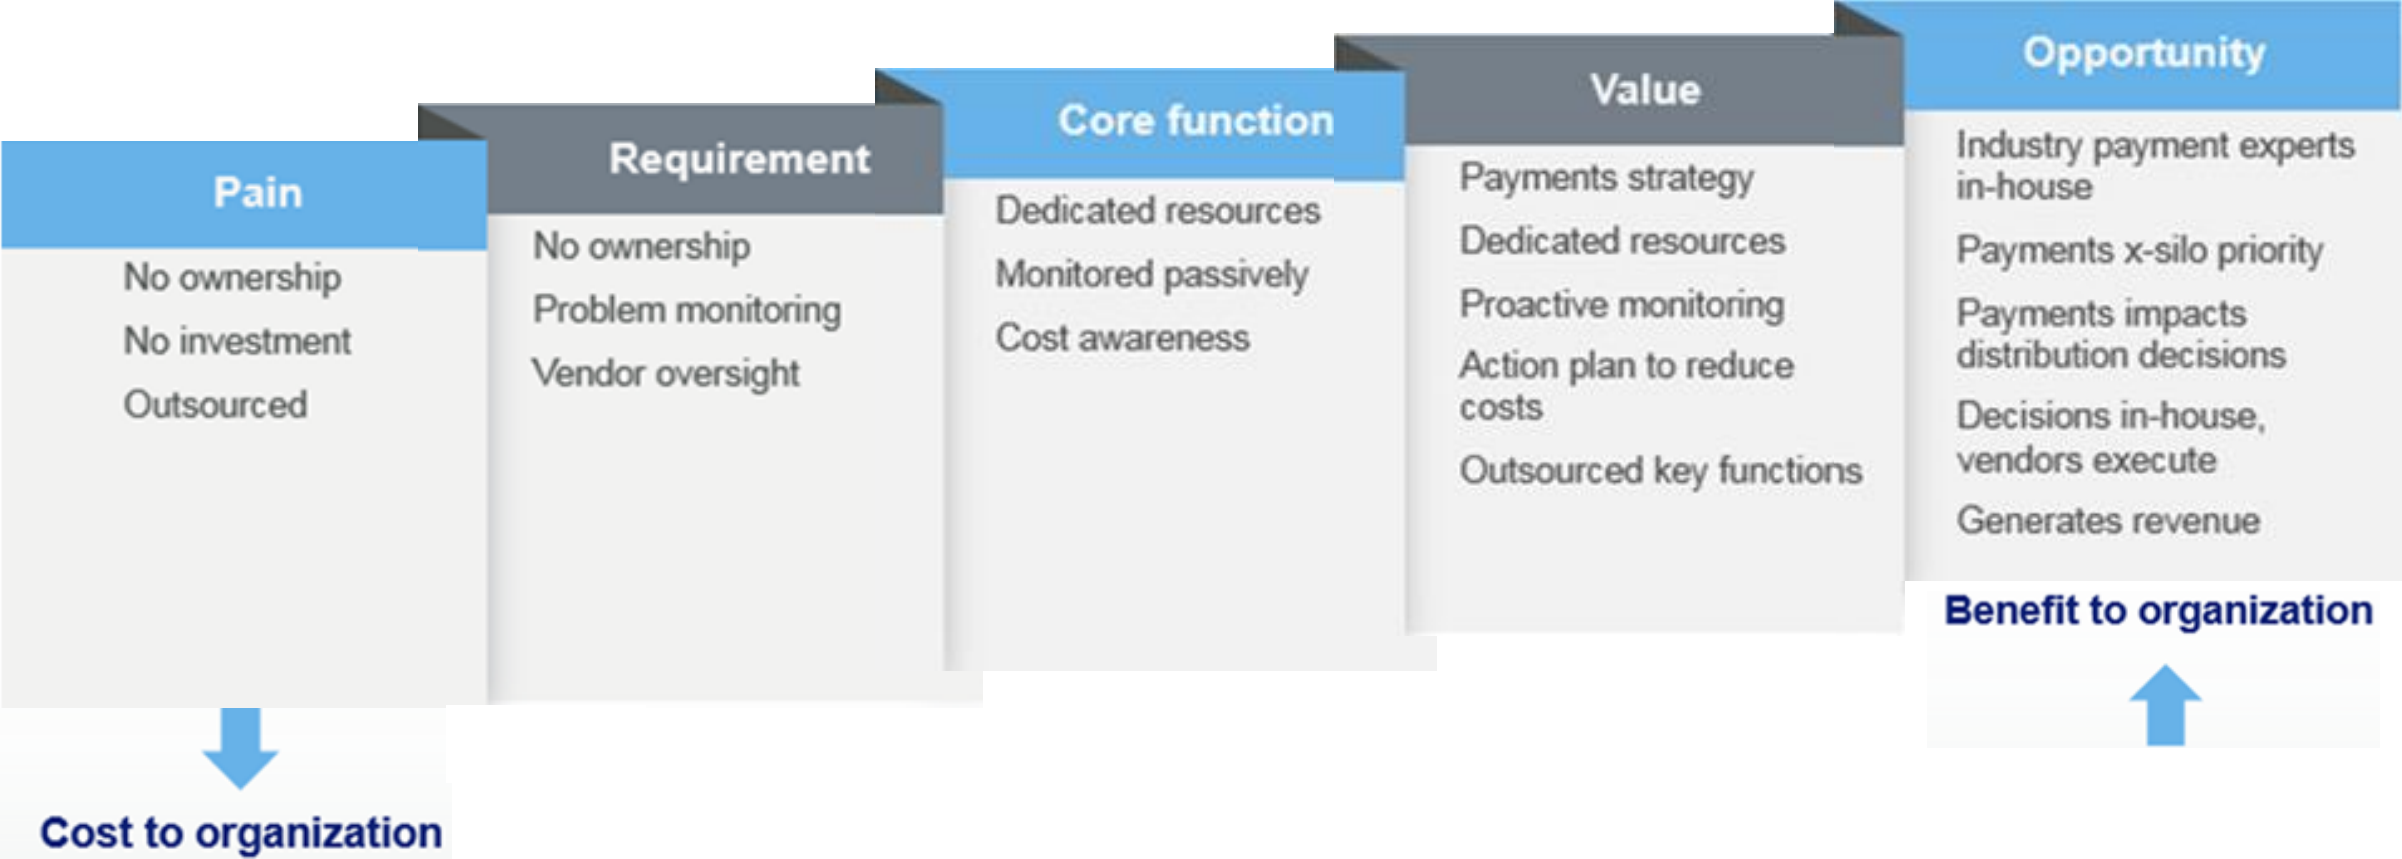 Pain
No ownership
No investment
Outsourced
Cost to organization
Requirement
No ownership
Problem monitoring
Vendor oversight
Core function
Dedicated resources
Monitored passively
Cost awareness
Value
Payments strategy
Dedicated resources
Proactive monitoring
Action plan to reduce
costs
Outsourced key functions
Opportunity
Industry payment experts
in-house
Payments x-silo priority
Payments impacts
distribution decisions
Decisions in-house,
vendors execute
Generates revenue
Benefit to organization